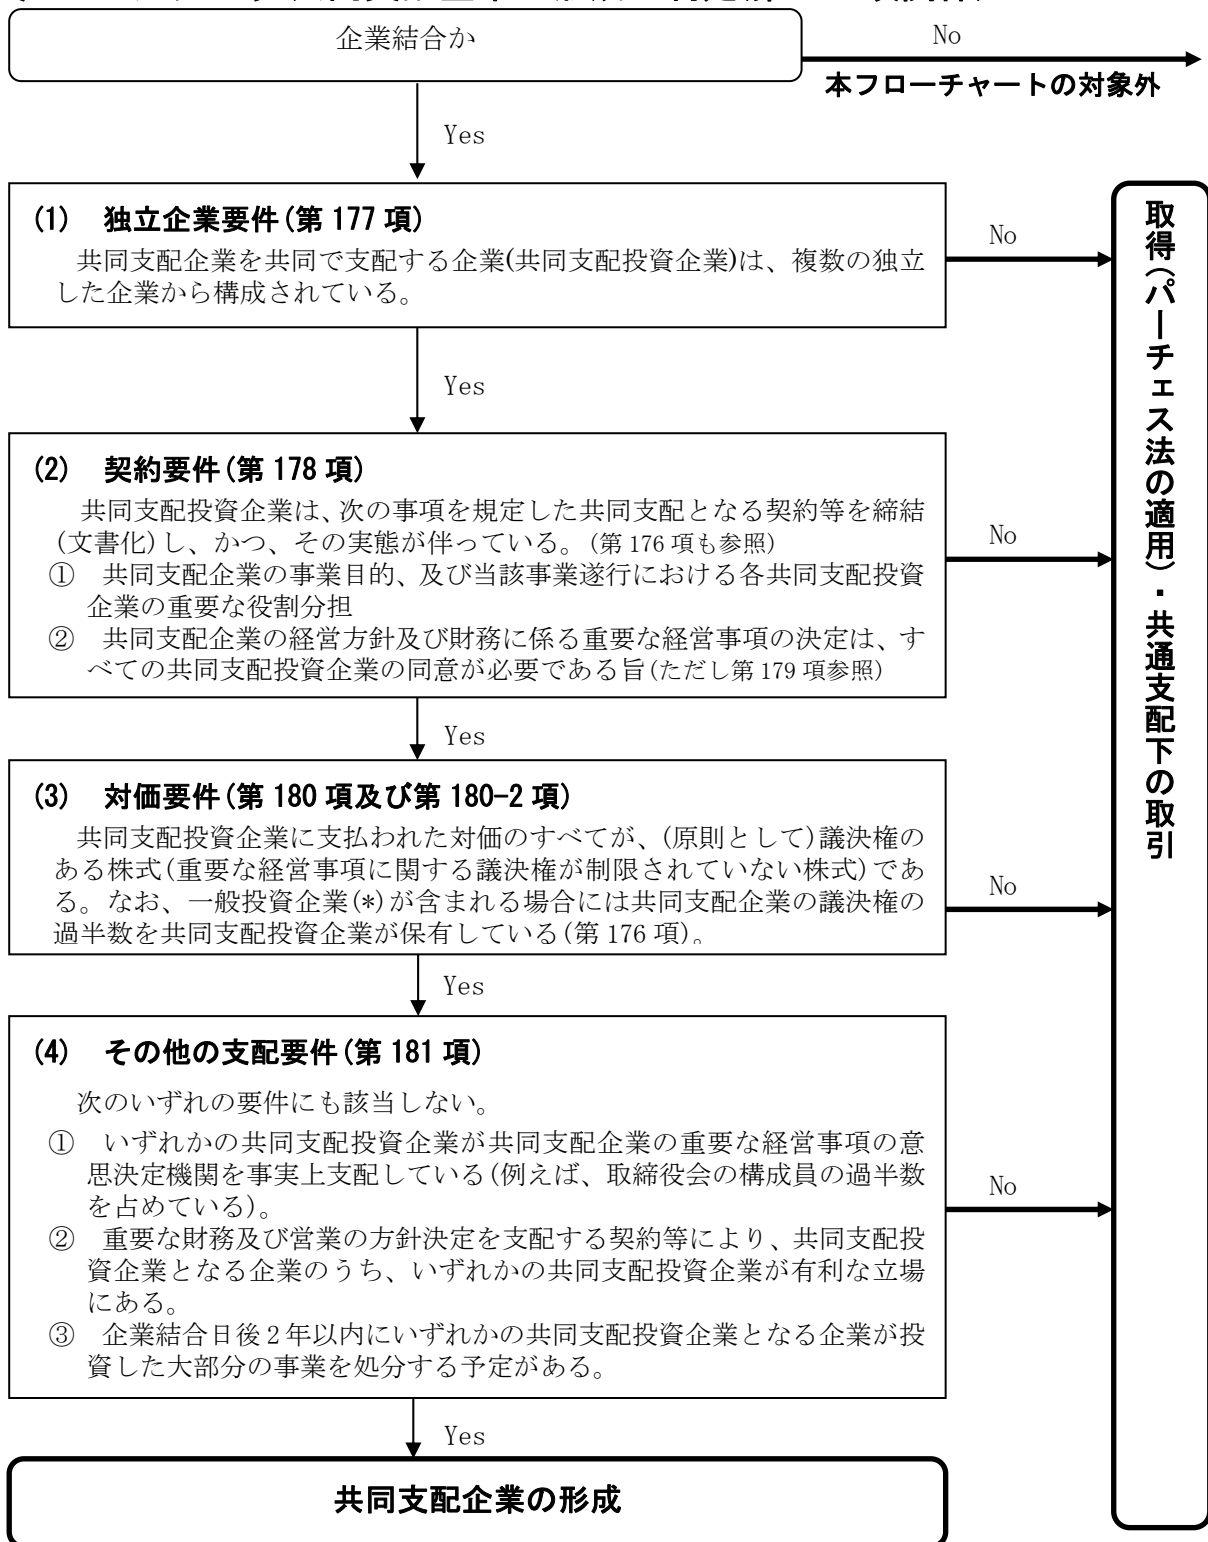 企業結合か
No
本フローチャートの対象外
Yes
(1) 独立企業要件(第 177 項)
共同支配企業を共同で支配する企業(共同支配投資企業)は、複数の独立
した企業から構成されている。
No
Yes
(2) 契約要件(第 178 項)
共同支配投資企業は、次の事項を規定した共同支配となる契約等を締結
(文書化)し、かつ、その実態が伴っている。(第 176 項も参照)
① 共同支配企業の事業目的、及び当該事業遂行における各共同支配投資
企業の重要な役割分担
② 共同支配企業の経営方針及び財務に係る重要な経営事項の決定は、す
べての共同支配投資企業の同意が必要である旨(ただし第 179 項参照)
No
Yes
(3) 対価要件(第 180 項及び第 180-2 項)
共同支配投資企業に支払われた対価のすべてが、(原則として)議決権の
ある株式(重要な経営事項に関する議決権が制限されていない株式)であ
る。なお、一般投資企業(*)が含まれる場合には共同支配企業の議決権の
過半数を共同支配投資企業が保有している(第 176 項)。
No
Yes
(4) その他の支配要件(第 181 項)
次のいずれの要件にも該当しない。
① いずれかの共同支配投資企業が共同支配企業の重要な経営事項の意
思決定機関を事実上支配している(例えば、取締役会の構成員の過半数
を占めている)。
② 重要な財務及び営業の方針決定を支配する契約等により、共同支配投
資企業となる企業のうち、いずれかの共同支配投資企業が有利な立場
にある。
③ 企業結合日後2年以内にいずれかの共同支配投資企業となる企業が投
資した大部分の事業を処分する予定がある。
No
Yes
共同支配企業の形成
取得(パーチェス法の適用)・共通支配下の取引